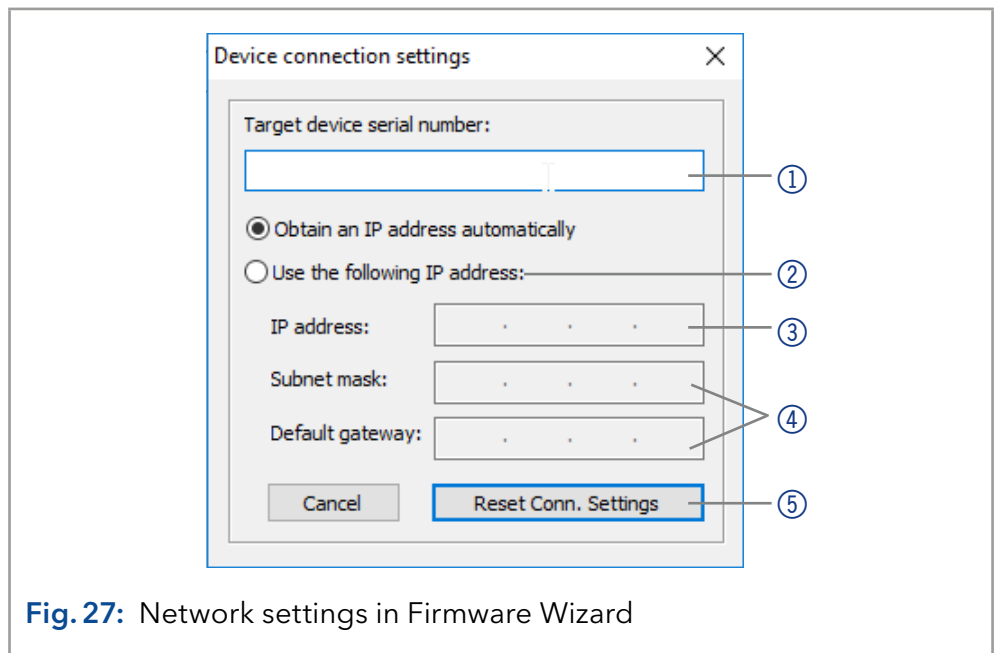 Device connection settings
Target device serial number:
①
Obtain an IP address automatically
Use the following IP address: ②
IP address: . . . ③
Subnet mask: . . .
④
Default gateway: . . .
Cancel Reset Conn. Settings ⑤
Fig. 27: Network settings in Firmware Wizard